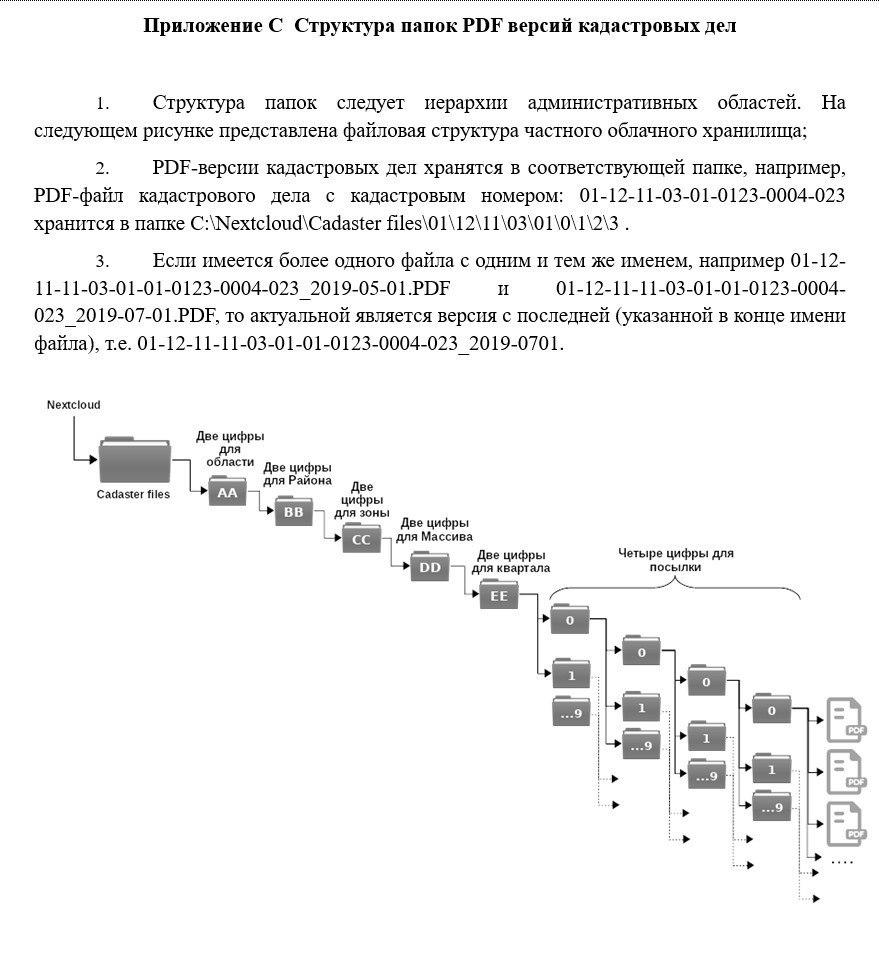 Приложение С  Структура папок PDF версий кадастровых дел
1. Структура папок следует иерархии административных областей. На
следующем рисунке представлена файловая структура частного облачного хранилища;
2. PDF-версии кадастровых дел хранятся в соответствующей папке, например,
PDF-файл кадастрового дела с кадастровым номером: 01-12-11-03-01-0123-0004-023
хранится в папке C:\Nextcloud\Cadaster files\01\12\11\03\01\0\1\2\3 .
3. Если имеется более одного файла с одним и тем же именем, например 01-12-
11-11-03-01-01-0123-0004-023_2019-05-01.PDF и 01-12-11-11-03-01-01-0123-0004-
023_2019-07-01.PDF, то актуальной является версия с последней (указанной в конце имени
файла), т.е. 01-12-11-11-03-01-01-0123-0004-023_2019-0701.
Nextcloud
Cadaster files
Две цифры
для
области
AA
Две цифры
для Района
BB
Две
цифры
для зоны
CC
Две цифры
для Массива
DD
Две цифры
для квартала
EE
Четыре цифры для
посылки
0
1
...9
0
1
...9
0
1
...9
0
1
...9
PDF
PDF
PDF
....